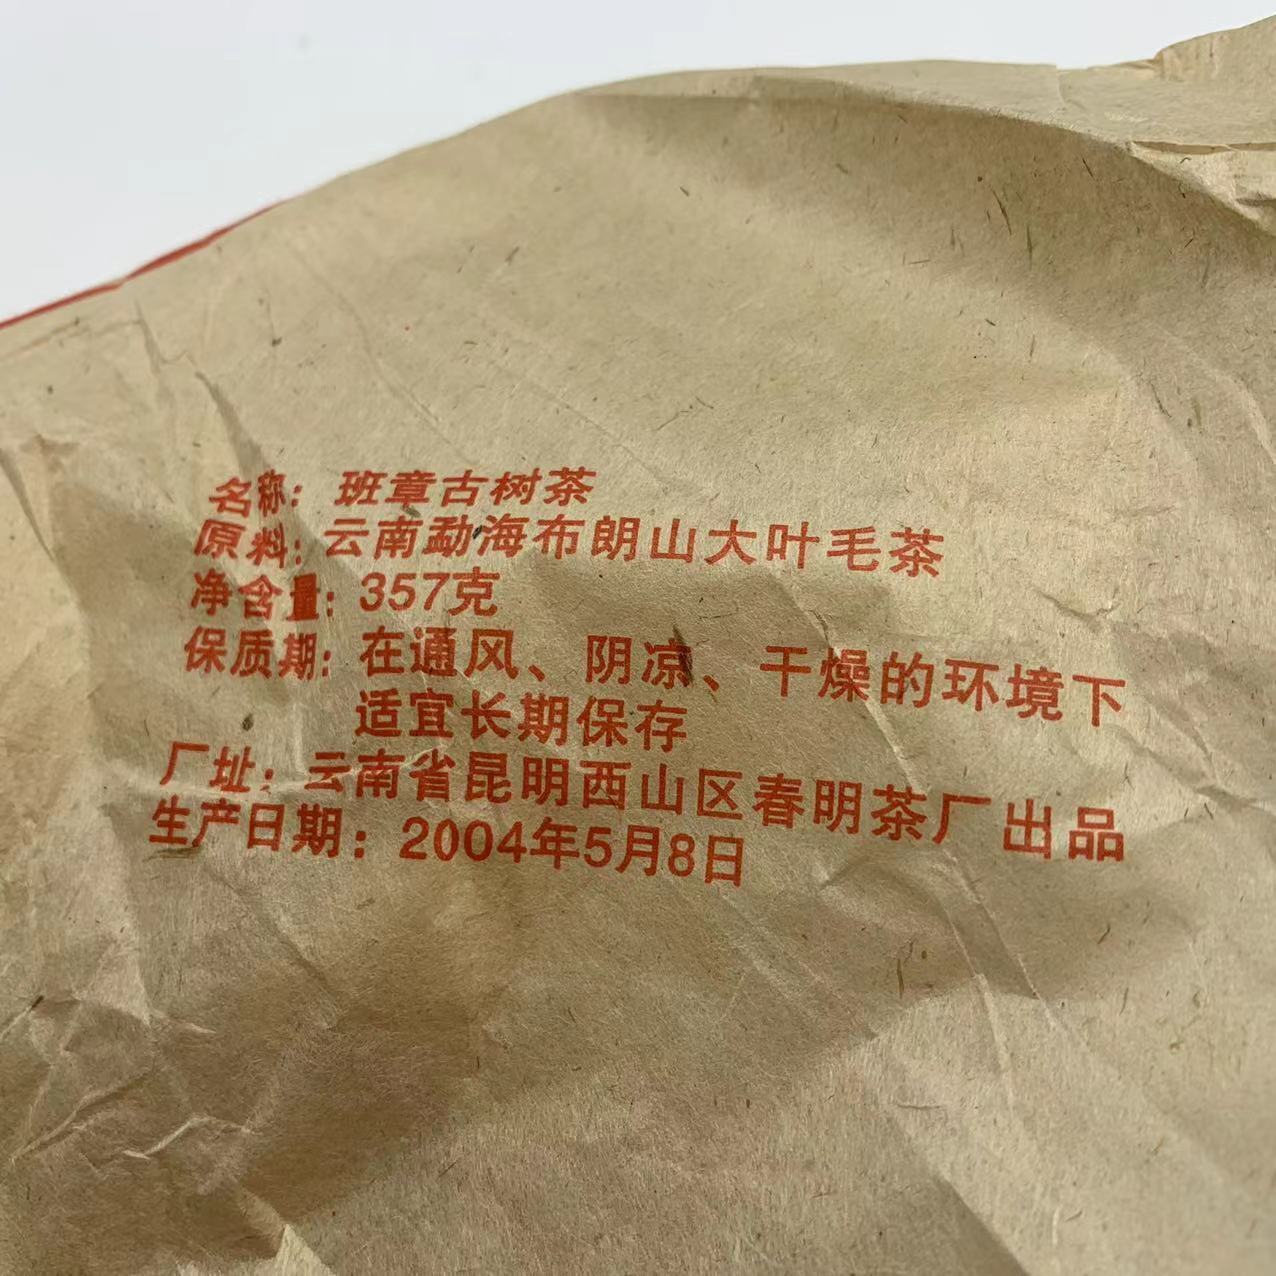 名称：班章古树茶
原料：云南勐海布朗山大叶毛茶
净含量：357克
保质期：在通风、阴凉、干燥的环境下
适宜长期保存
厂址：云南省昆明西山区春明茶厂出品
生产日期：2004年5月8日